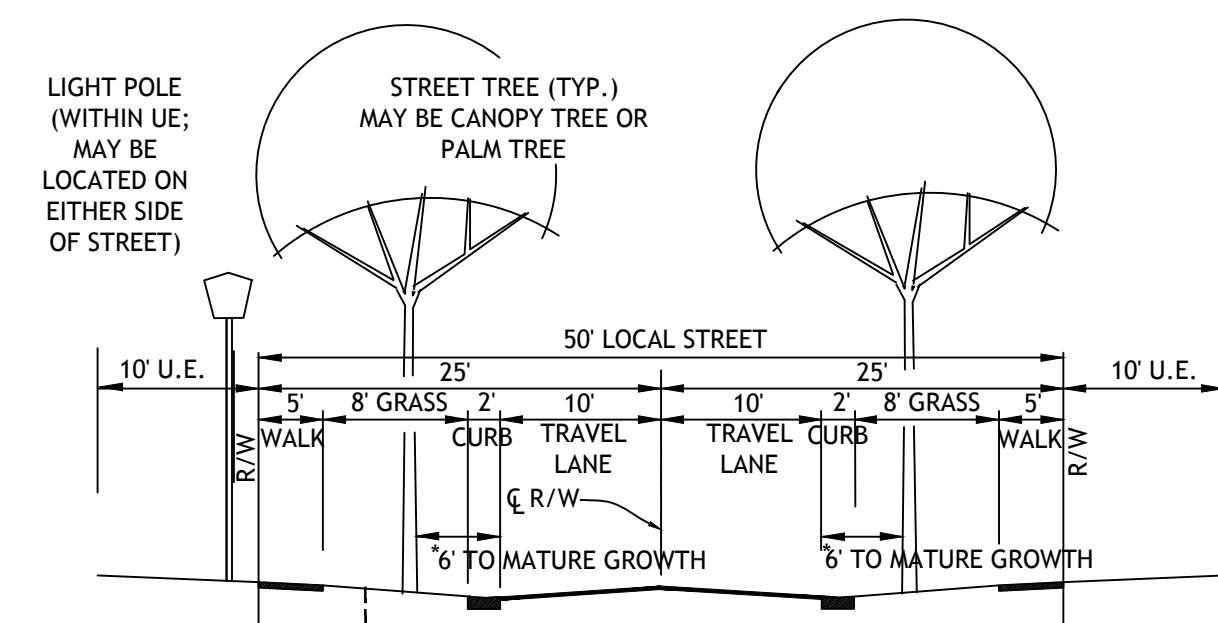 LIGHT POLE
(WITHIN UE;
MAY BE
LOCATED ON
EITHER SIDE
OF STREET)
STREET TREE (TYP.)
MAY BE CANOPY TREE OR
PALM TREE
50' LOCAL STREET
10' U.E.
25'
25'
10' U.E.
5'
8' GRASS
2'
10'
10'
2'
8' GRASS
5'
R/W
WALK
CURB
TRAVEL
LANE
TRAVEL
LANE
CURB
WALK
R/W
℄ R/W
*6' TO MATURE GROWTH
*6' TO MATURE GROWTH